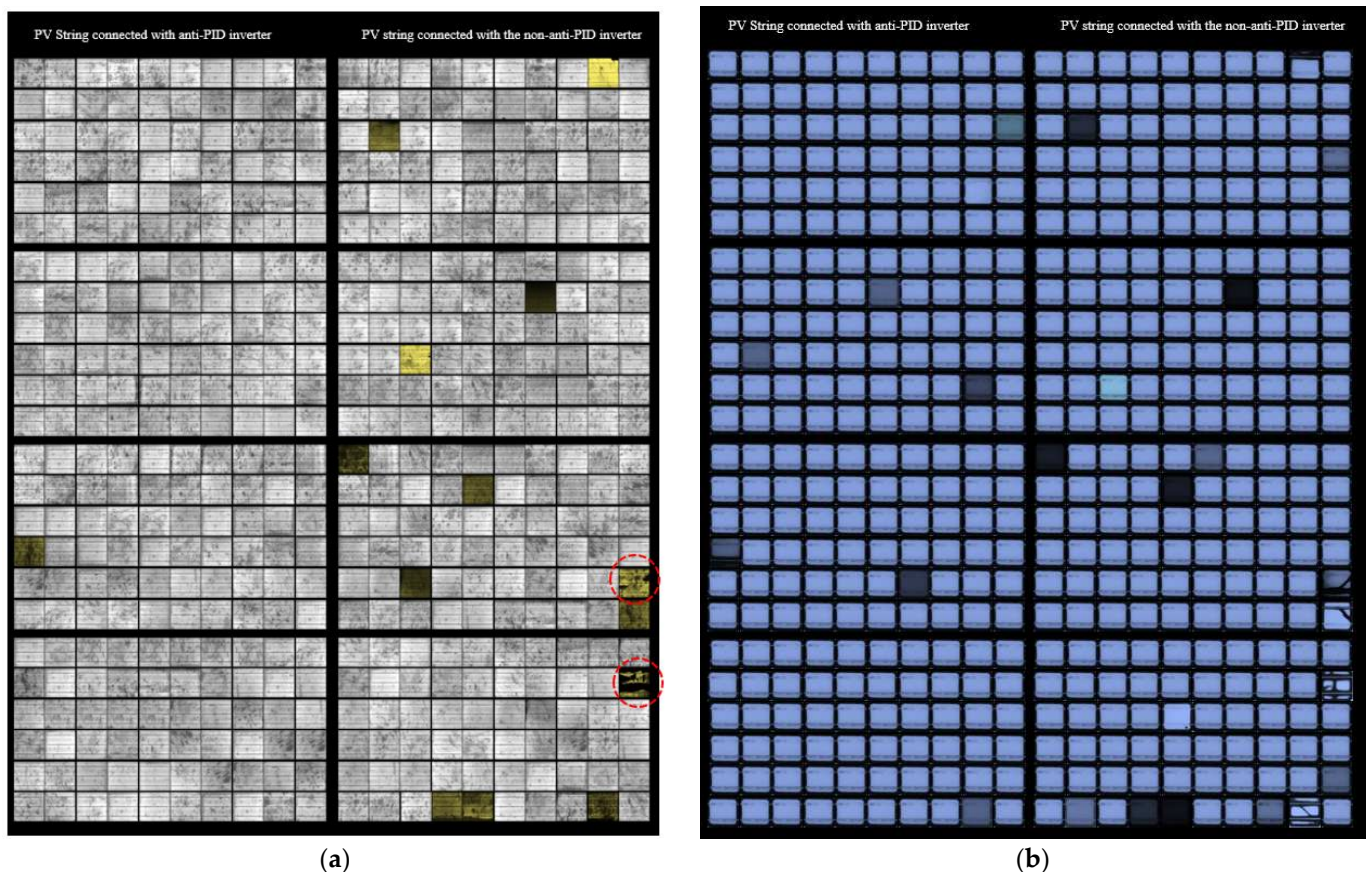 PV String connected with anti-PID inverter
PV string connected with the non-anti-PID inverter
PV String connected with anti-PID inverter
PV string connected with the non-anti-PID inverter
(a)
(b)